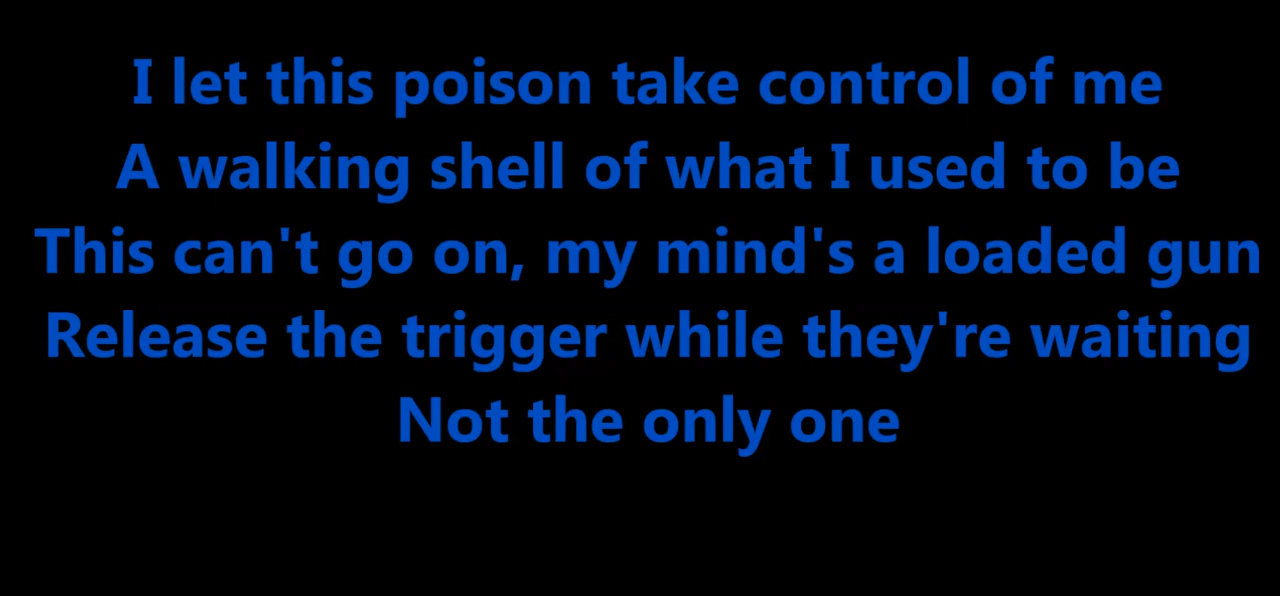 I let this poison take control of me
A walking shell of what I used to be
This can't go on, my mind's a loaded gun
Release the trigger while they're waiting
Not the only one